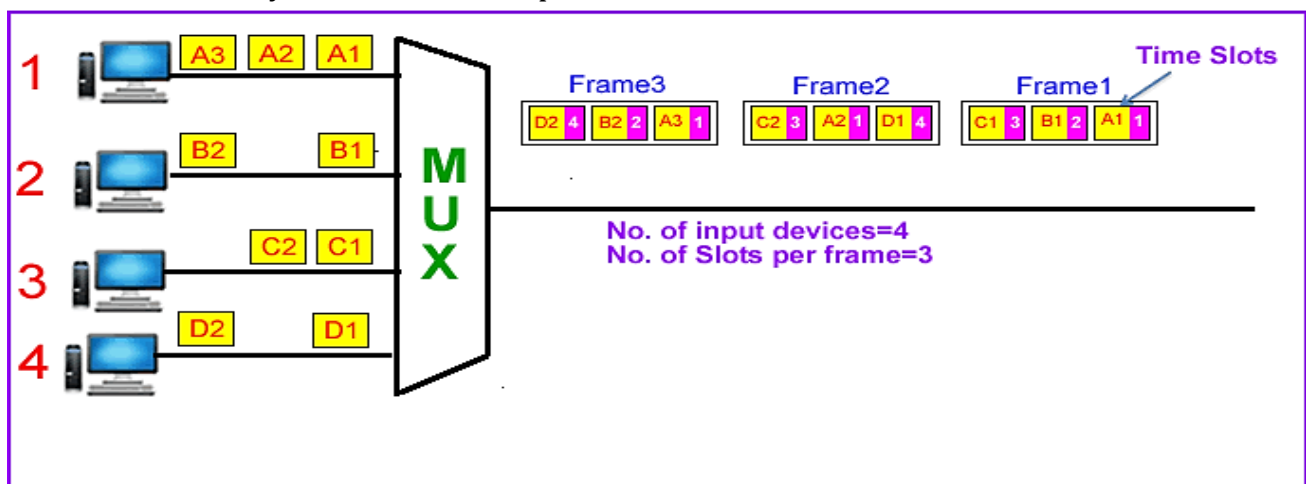 1
A3 A2 A1
2
B2 B1
3
C2 C1
4
D2 D1
MUX
Time Slots
Frame3 Frame2 Frame1
D2 4 B2 2 A3 1 C2 3 A2 1 D1 4 C1 3 B1 2 A1 1
No. of input devices=4
No. of Slots per frame=3